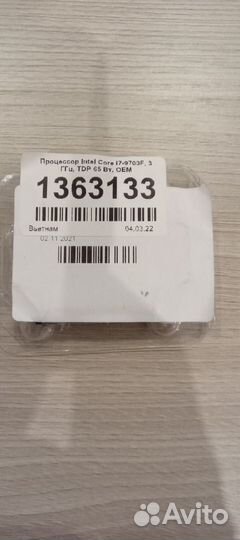 Процессор Intel Core i7-9700F, 3
ГГц, TDP 65 Вт, OEM
1363133
Вьетнам 04.03.22
02.11.2021
Avito